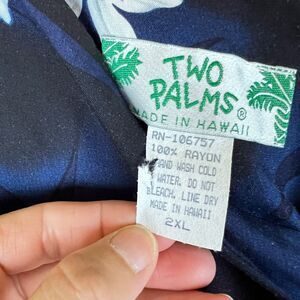 TWO
PALMS®
MADE IN HAWAII
RN-106757
100% RAYON
HAND WASH COLD
WATER. DO NOT
BLEACH. LINE DRY
MADE IN HAWAII
2XL